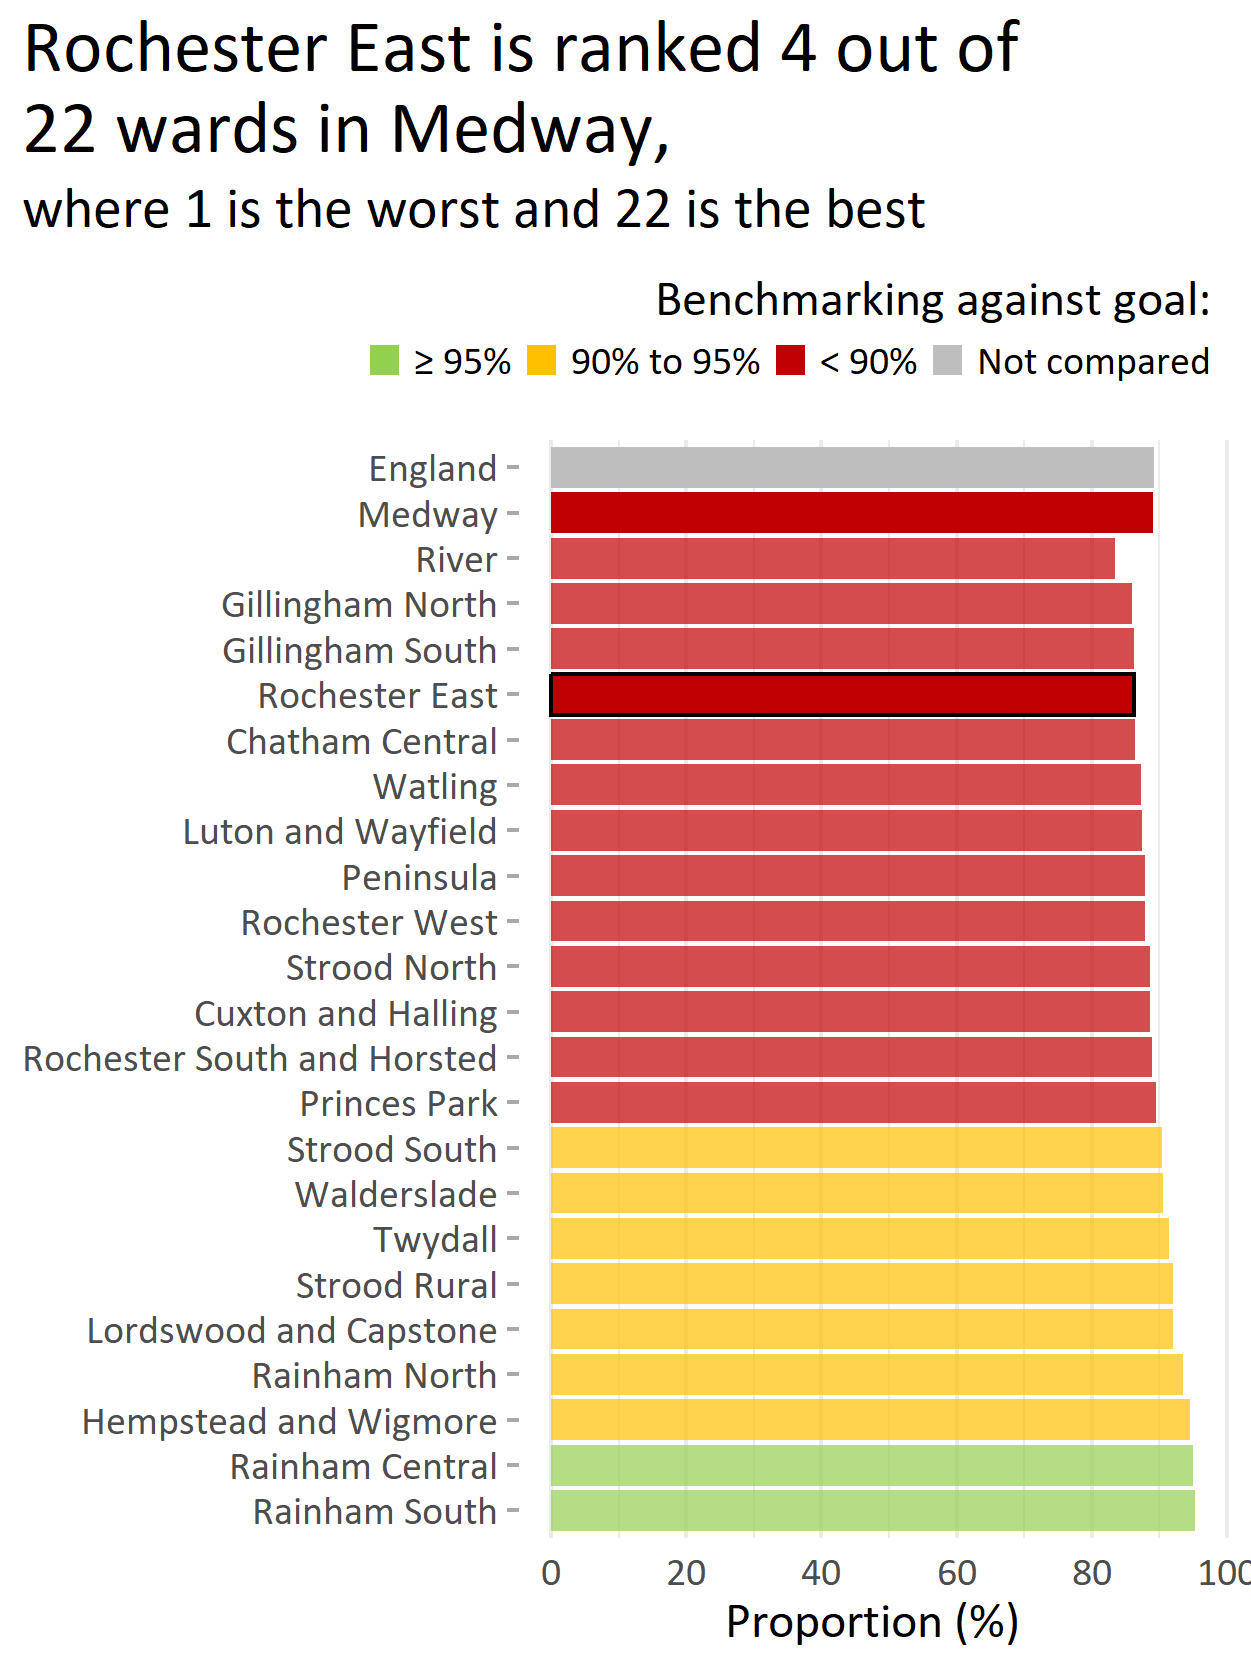 Rochester East is ranked 4 out of
22 wards in Medway,
where 1 is the worst and 22 is the best
Benchmarking against goal:
≥ 95% 90% to 95% < 90% Not compared
England
Medway
River
Gillingham North
Gillingham South
Rochester East
Chatham Central
Watling
Luton and Wayfield
Peninsula
Rochester West
Strood North
Cuxton and Halling
Rochester South and Horsted
Princes Park
Strood South
Walderslade
Twydall
Strood Rural
Lordswood and Capstone
Rainham North
Hempstead and Wigmore
Rainham Central
Rainham South
0 20 40 60 80 100
Proportion (%)